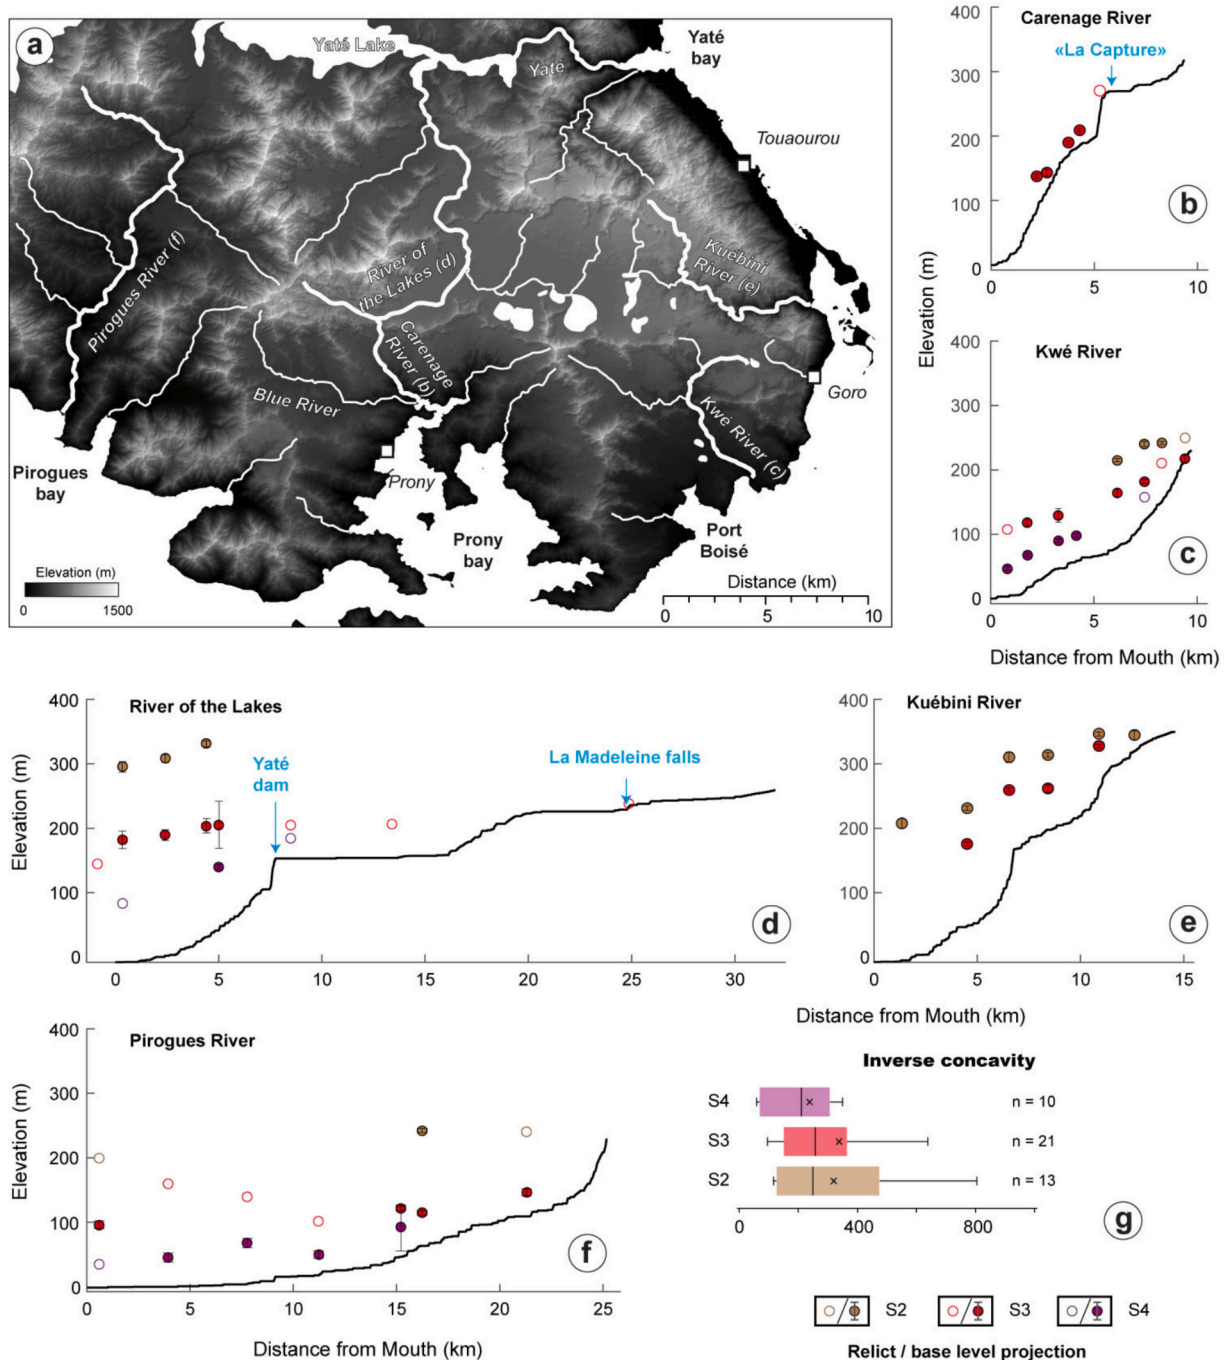 a
Yaté Lake
Yaté
Yaté
bay
Touaourou
Pirogues River (f)
River of
the Lakes (d)
Kuébini
River (e)
Carenage
River (b)
Blue River
Kwé River (c)
Goro
Pirogues
bay
Prony
Prony
bay
Port
Boisé
Elevation (m)
0 1500
Distance (km)
0 5 10
400
300
200
100
0
Carenage River
«La Capture»
b
0 5 10
Elevation (m)
400
300
200
100
0
Kwé River
c
0 5 10
Distance from Mouth (km)
400
300
200
100
0
Elevation (m)
River of the Lakes
Yaté
dam
La Madeleine falls
d
0 5 10 15 20 25 30
400
300
200
100
0
Kuébini River
e
0 5 10 15
Distance from Mouth (km)
400
300
200
100
0
Elevation (m)
Pirogues River
f
0 5 10 15 20 25
Distance from Mouth (km)
Inverse concavity
S4 n = 10
S3 n = 21
S2 n = 13
0 400 800
g
S2 S3 S4
Relict / base level projection